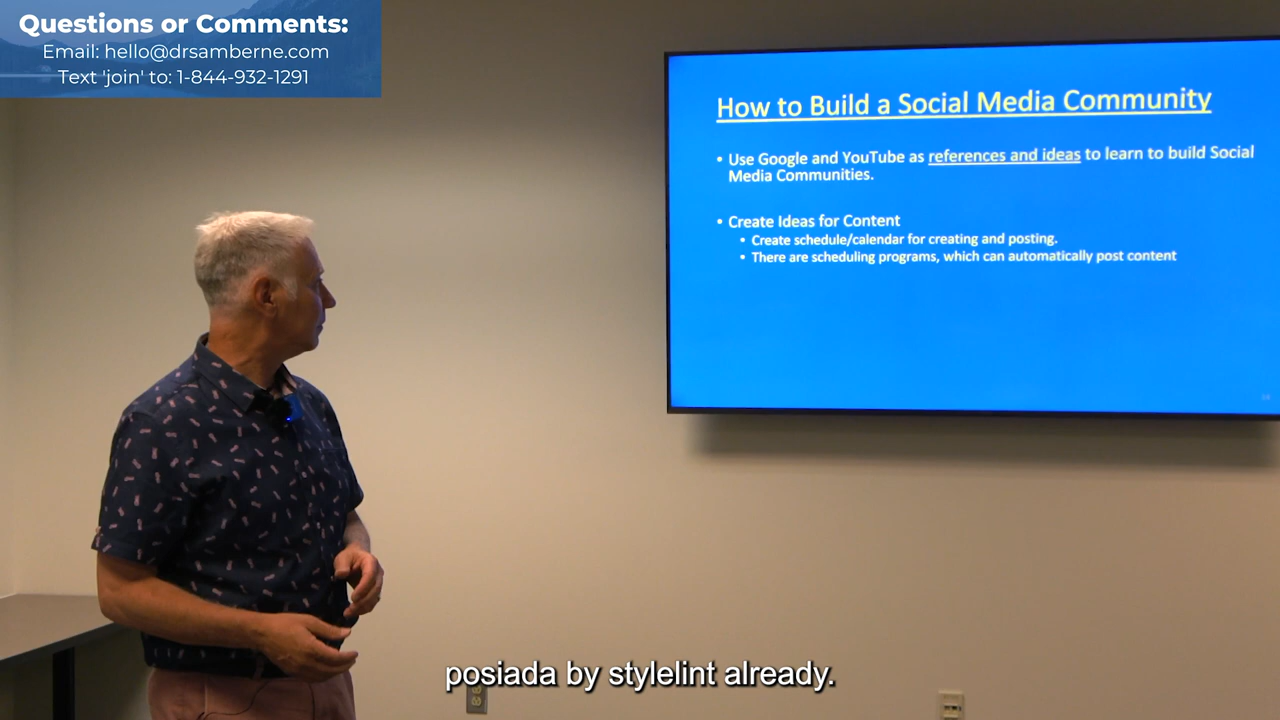 Questions or Comments:
Email: hello@drsamberne.com
Text 'join' to: 1-844-932-1291
How to Build a Social Media Community
• Use Google and YouTube as references and ideas to learn to build Social
Media Communities.
• Create Ideas for Content
• Create schedule/calendar for creating and posting.
• There are scheduling programs, which can automatically post content
posiada by stylelint already.